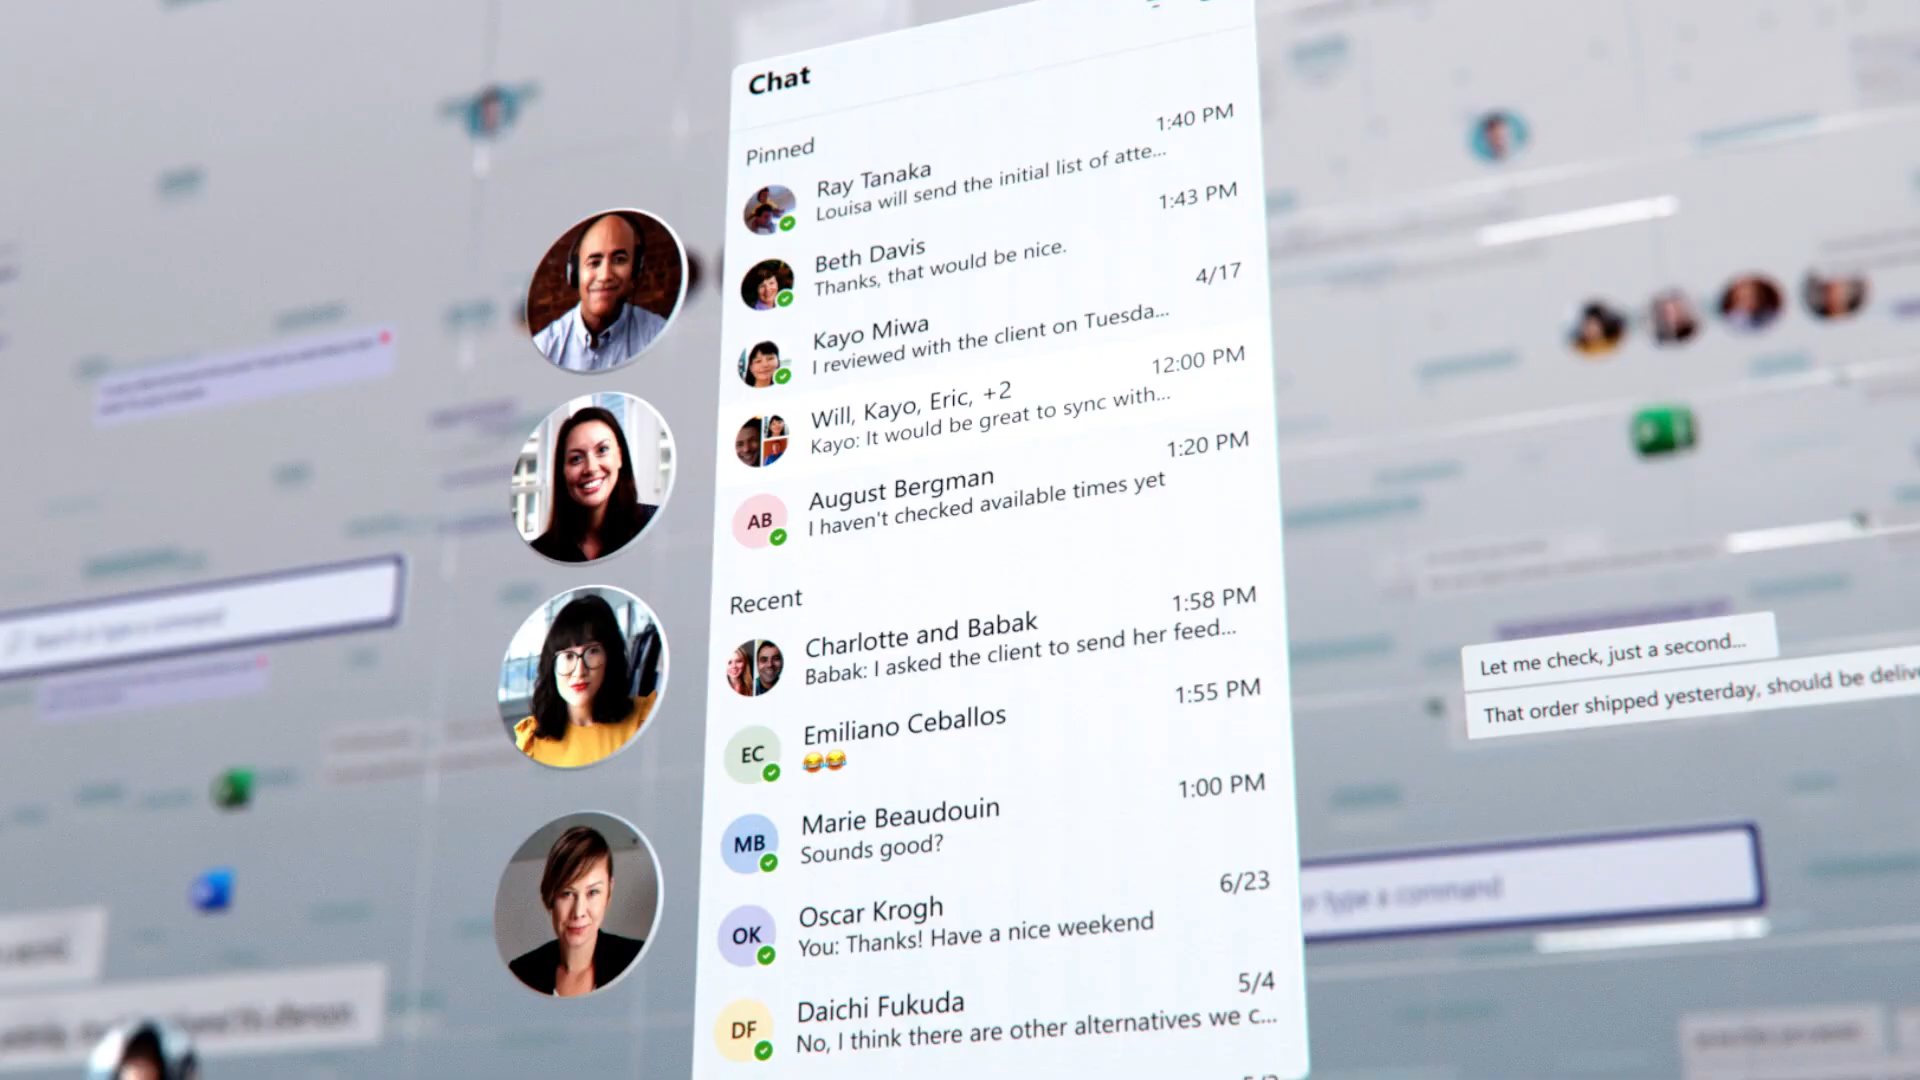 Chat
Pinned
1:40 PM
Ray Tanaka
Louisa will send the initial list of atte...
1:43 PM
Beth Davis
Thanks, that would be nice.
4/17
Kayo Miwa
I reviewed with the client on Tuesda...
12:00 PM
Will, Kayo, Eric, +2
Kayo: It would be great to sync with...
1:20 PM
AB
August Bergman
I haven't checked available times yet
Recent
1:58 PM
Charlotte and Babak
Babak: I asked the client to send her feed...
1:55 PM
EC
Emiliano Ceballos
😂😂
1:00 PM
MB
Marie Beaudouin
Sounds good?
6/23
OK
Oscar Krogh
You: Thanks! Have a nice weekend
5/4
DF
Daichi Fukuda
No, I think there are other alternatives we c...
Let me check, just a second...
That order shipped yesterday, should be
or type a command